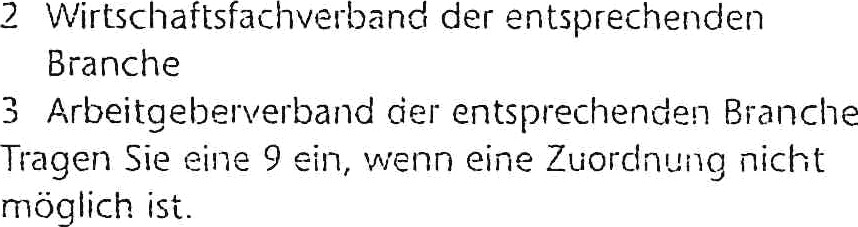 2 Wirtschaftsfachverband der entsprechenden
Branche
3 Arbeitgeberverband der entsprechenden Branche
Tragen Sie eine 9 ein, wenn eine Zuordnung nicht
möglich ist.